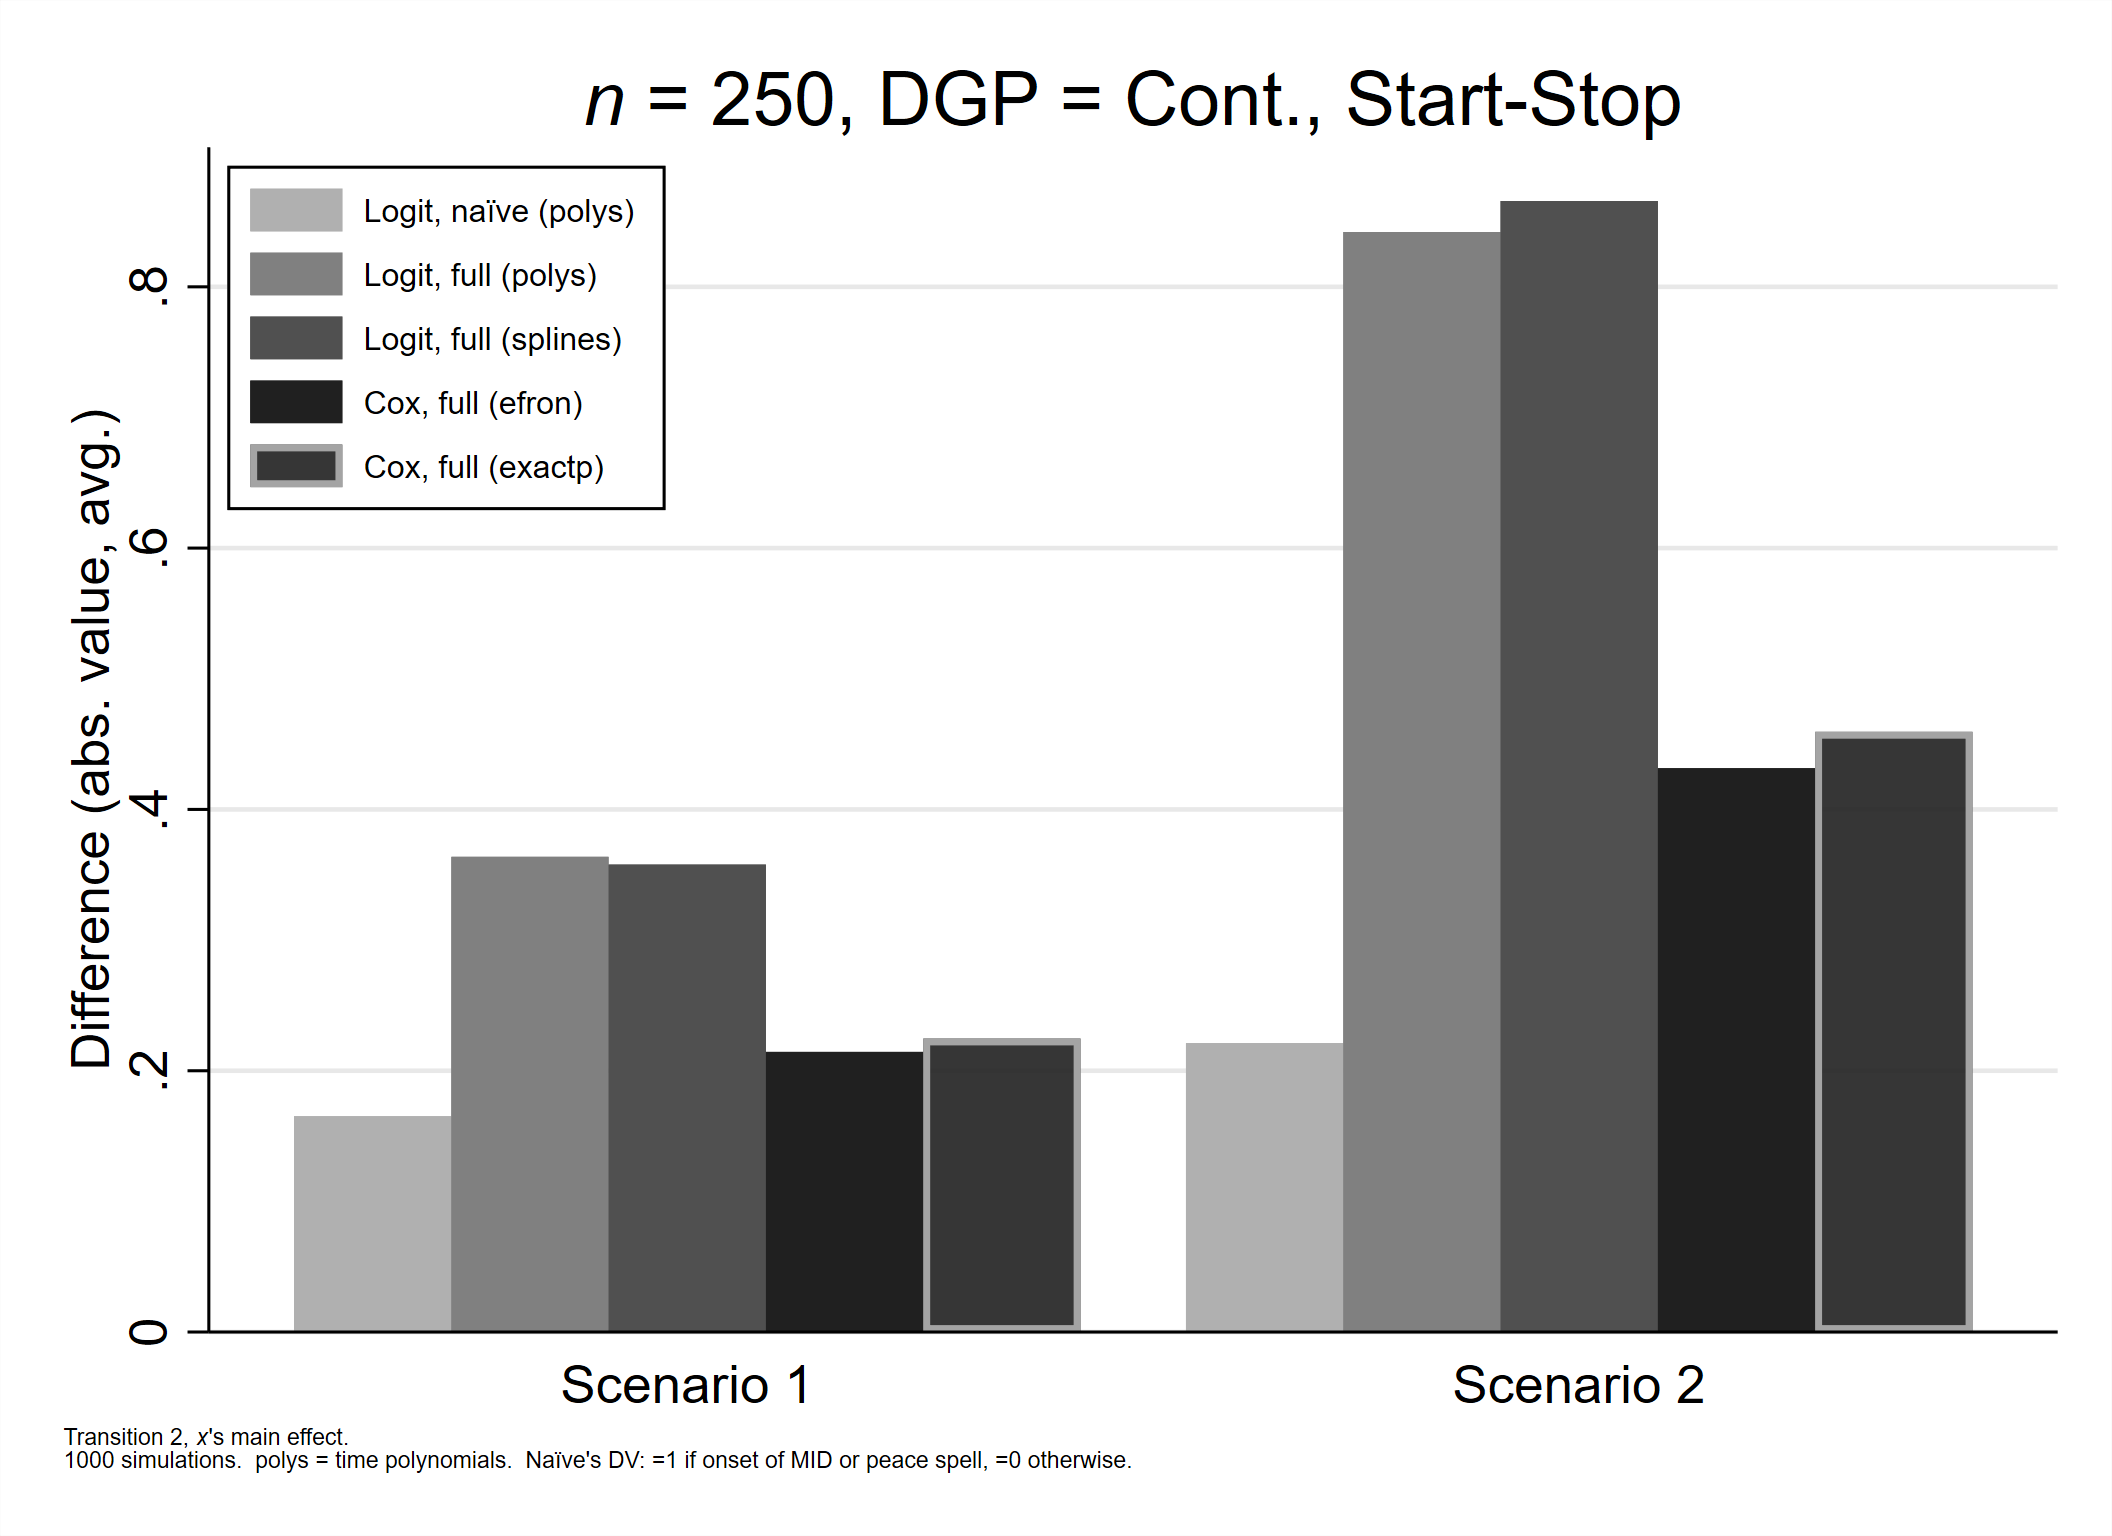 n = 250, DGP = Cont., Start-Stop
Logit, naïve (polys)
Logit, full (polys)
Logit, full (splines)
Cox, full (efron)
Cox, full (exactp)
Difference (abs. value, avg.)
.8
.6
.4
.2
0
Scenario 1
Scenario 2
Transition 2, x's main effect.
1000 simulations.  polys = time polynomials.  Naïve's DV: =1 if onset of MID or peace spell, =0 otherwise.